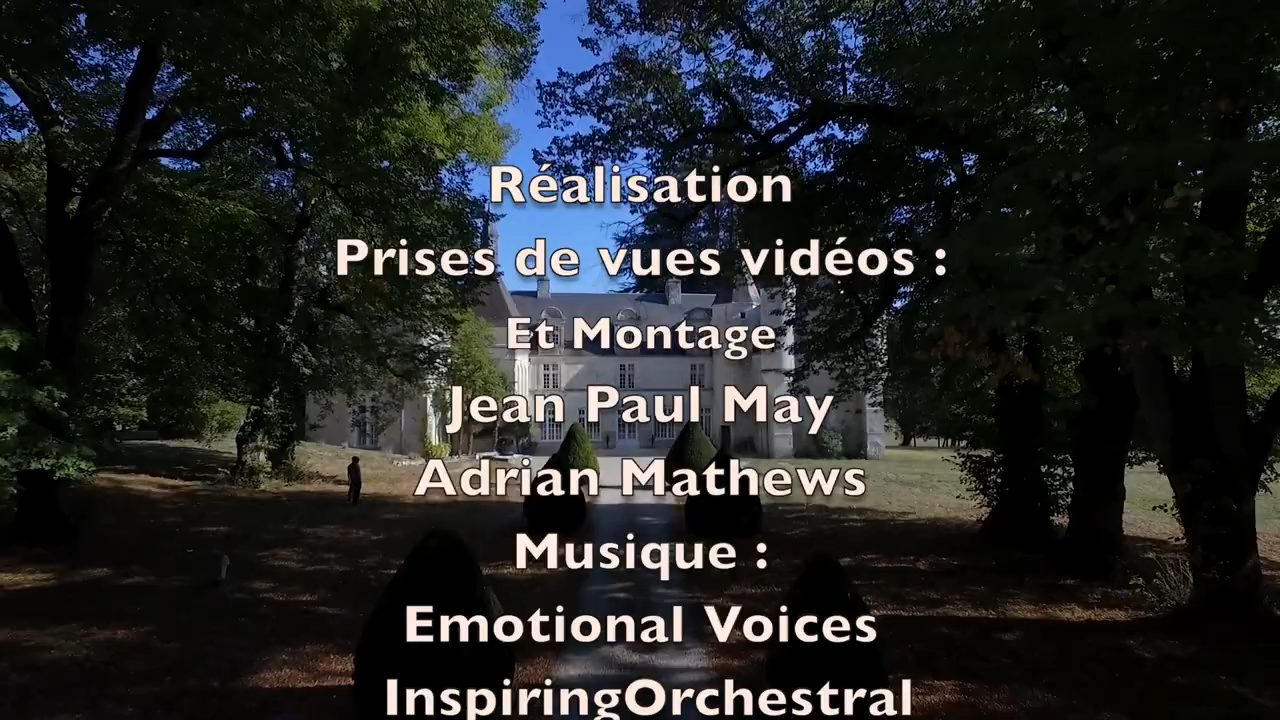 Réalisation
Prises de vues vidéos :
Et Montage
Jean Paul May
Adrian Mathews
Musique :
Emotional Voices
InspiringOrchestral